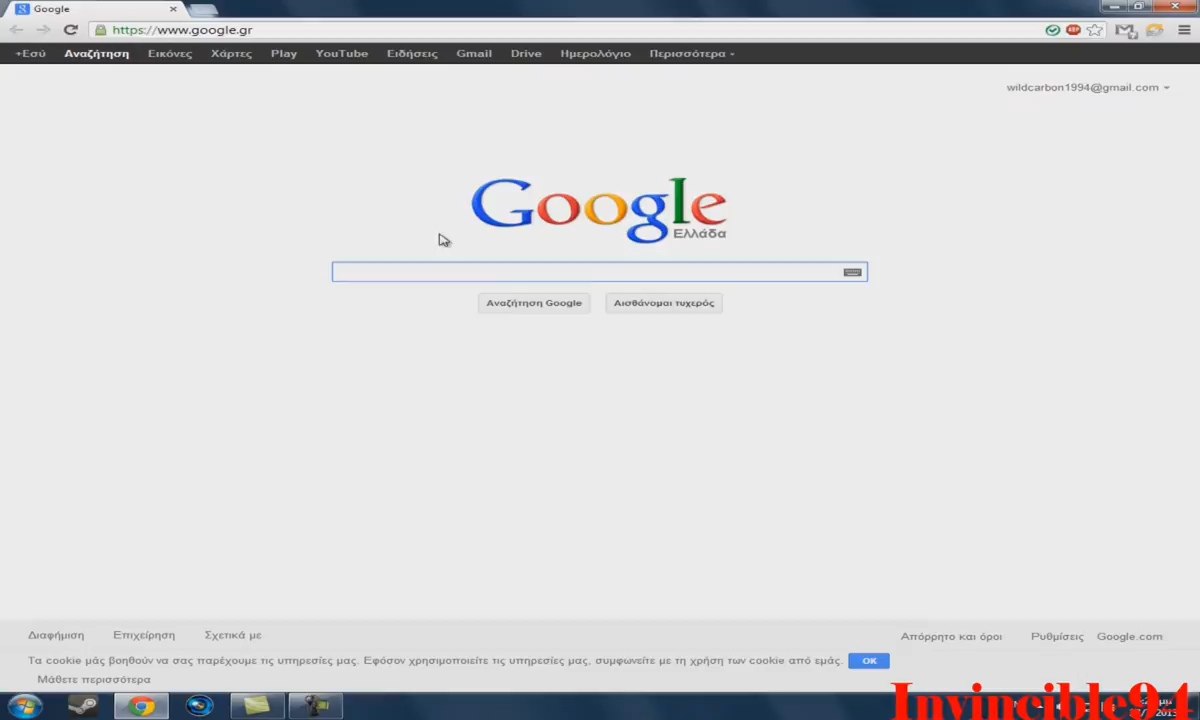 Google
https://www.google.gr
+Εσύ Αναζήτηση Εικόνες Χάρτες Play YouTube Ειδήσεις Gmail Drive Ημερολόγιο Περισσότερα
wildcarbon1994@gmail.com
Google
Ελλάδα
Αναζήτηση Google Αισθάνομαι τυχερός
Διαφήμιση Επιχείρηση Σχετικά με Απόρρητο και όροι Ρυθμίσεις Google.com
Τα cookie μάς βοηθούν να σας παρέχουμε τις υπηρεσίες μας. Εφόσον χρησιμοποιείτε τις υπηρεσίες μας, συμφωνείτε με τη χρήση των cookie από εμάς. OK
Μάθετε περισσότερα
Invincible94